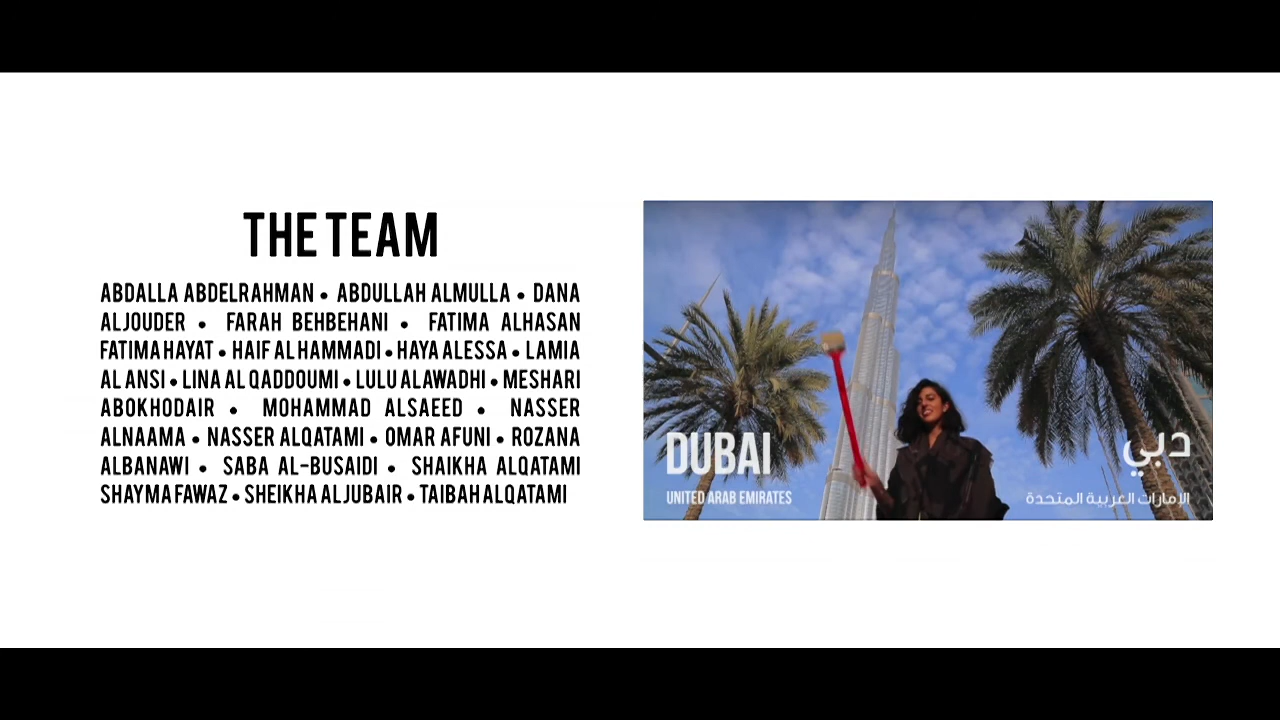 THE TEAM
ABDALLA ABDELRAHMAN • ABDULLAH ALMULLA • DANA
ALJOUDER • FARAH BEHBEHANI • FATIMA ALHASAN
FATIMA HAYAT • HAIF AL HAMMADI • HAYA ALESSA • LAMIA
AL ANSI • LINA AL QADDOUMI • LULU ALAWADHI • MESHARI
ABOKHODAIR • MOHAMMAD ALSAEED • NASSER
ALNAAMA • NASSER ALQATAMI • OMAR AFUNI • ROZANA
ALBANAWI • SABA AL-BUSAIDI • SHAIKHA ALQATAMI
SHAYMA FAWAZ • SHEIKHA ALJUBAIR • TAIBAH ALQATAMI
DUBAI
UNITED ARAB EMIRATES
دبي
الإمارات العربية المتحدة